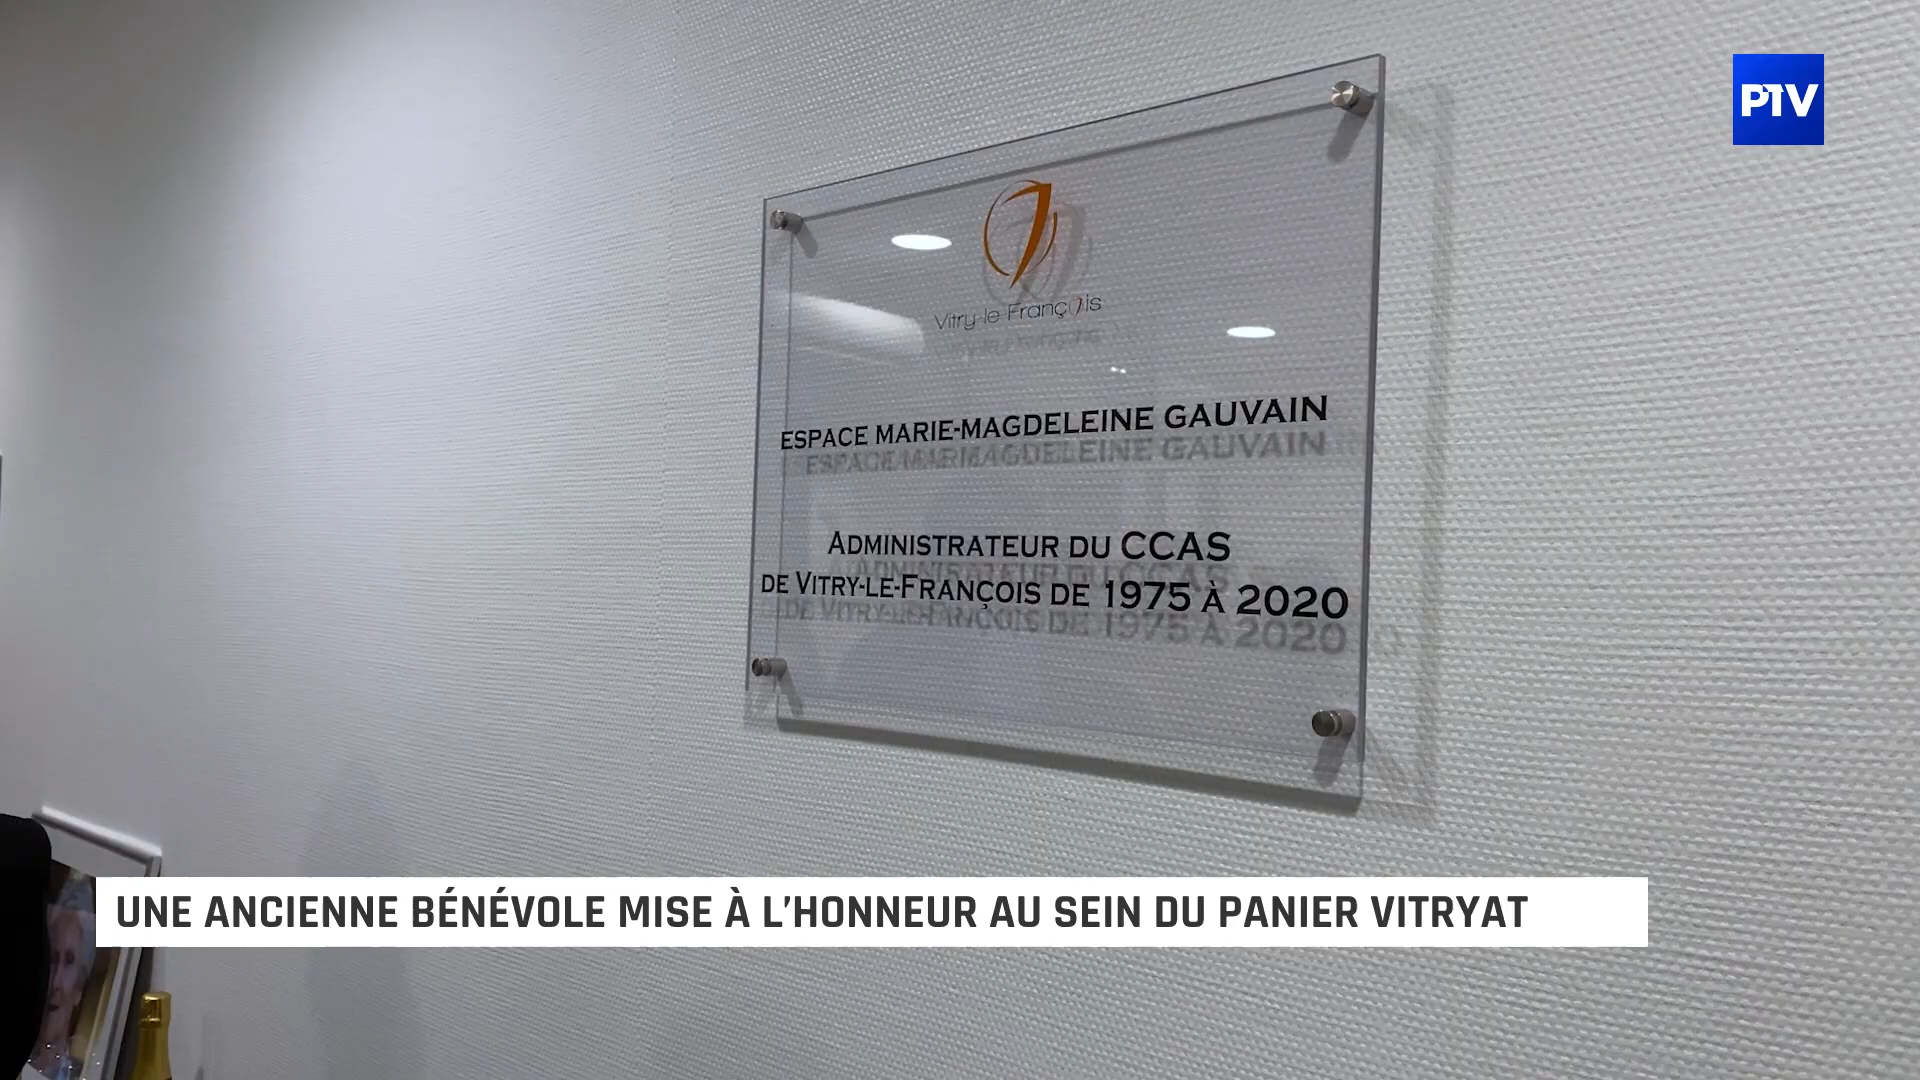 PTV
Vitry-le-François
ESPACE MARIE-MAGDELEINE GAUVAIN
ADMINISTRATEUR DU CCAS
DE VITRY-LE-FRANÇOIS DE 1975 À 2020
UNE ANCIENNE BÉNÉVOLE MISE À L'HONNEUR AU SEIN DU PANIER VITRYAT